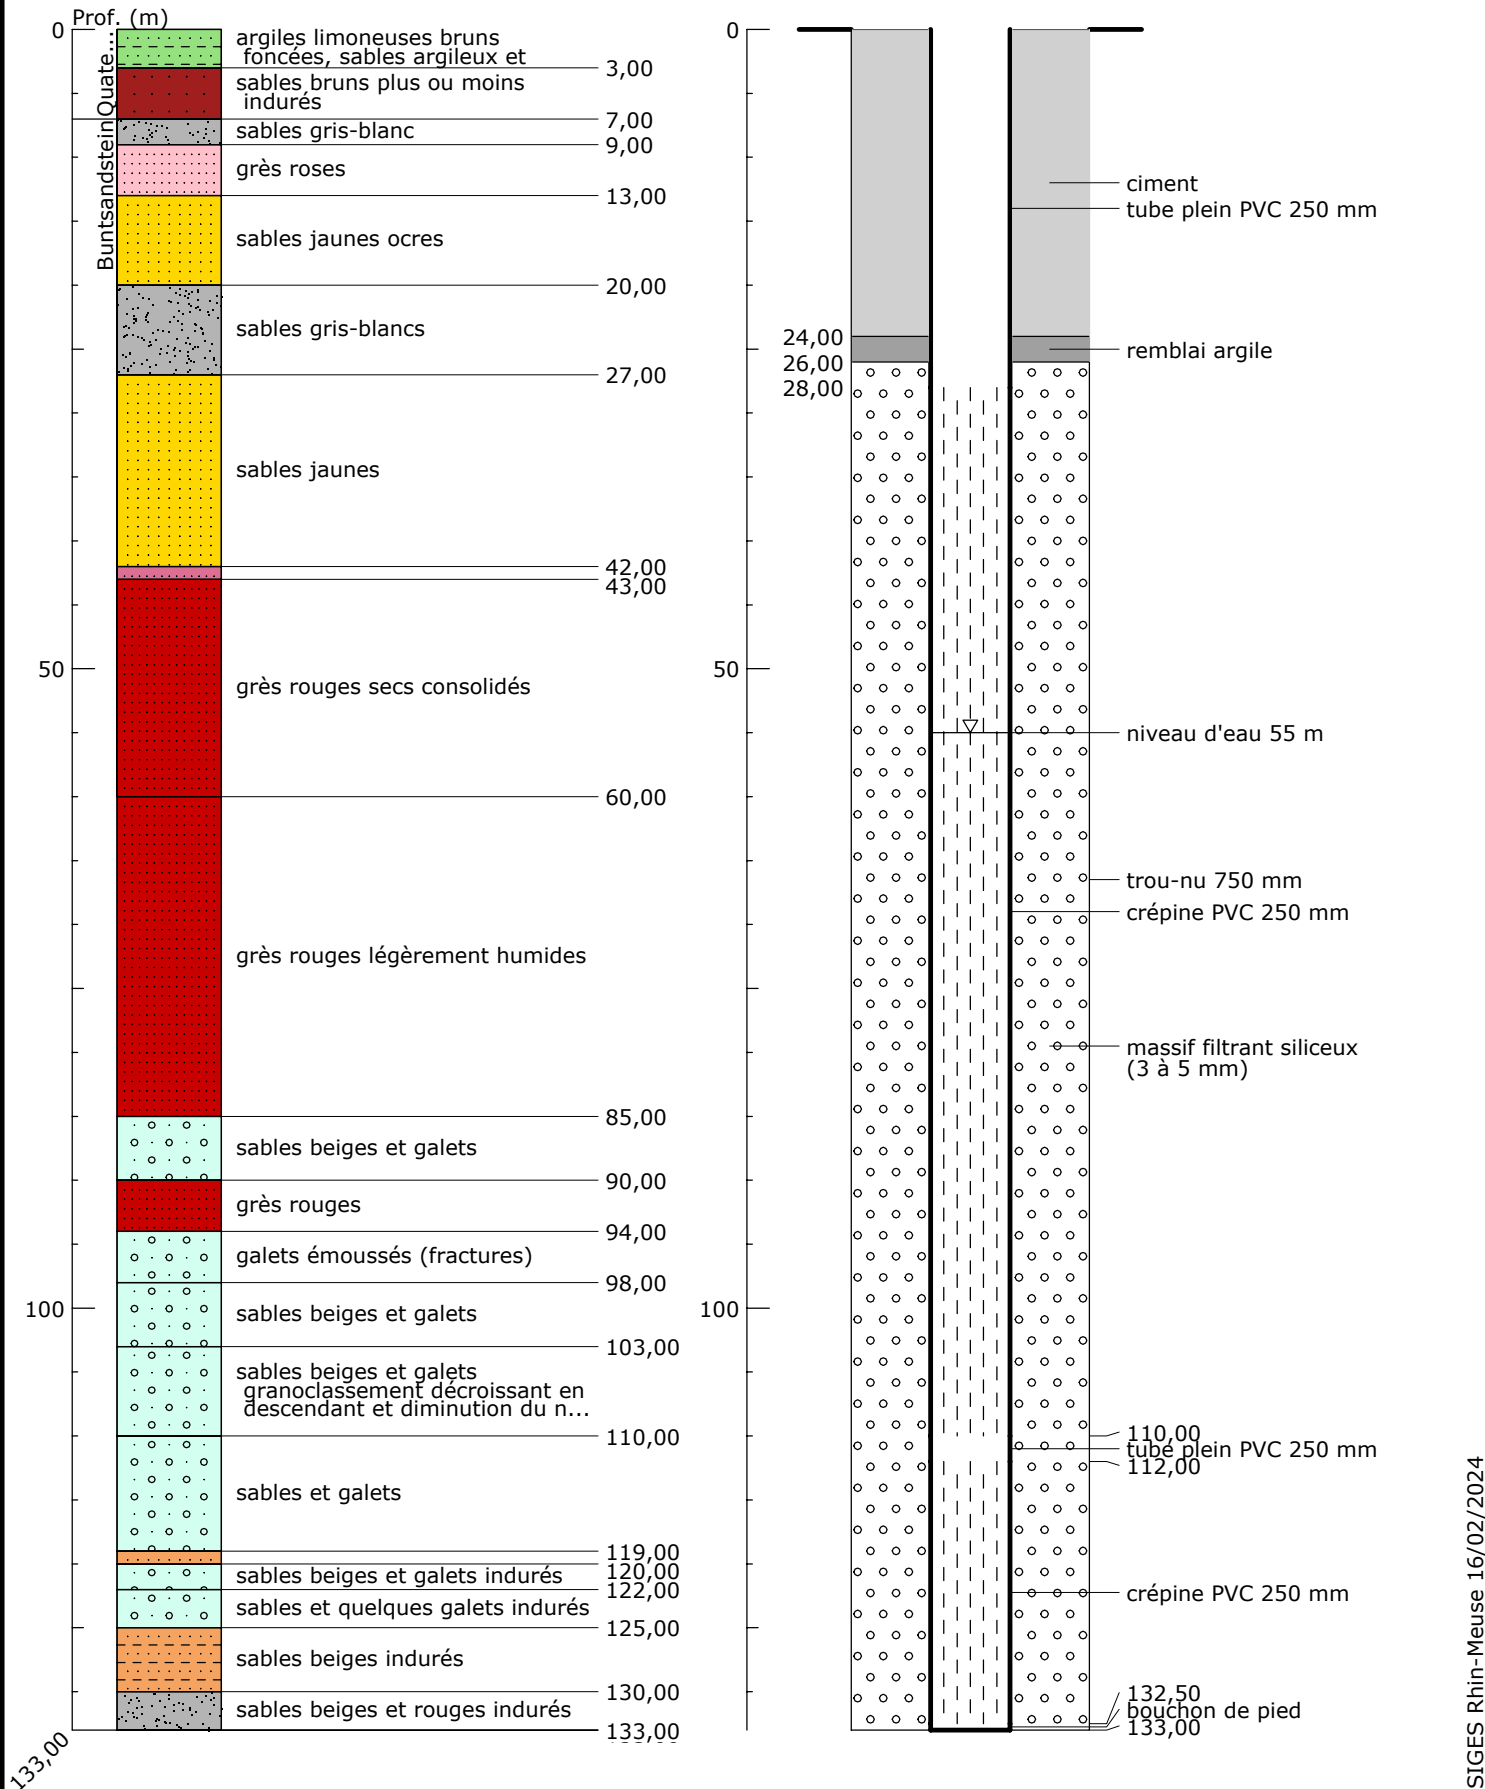 Prof. (m)
0
50
100
133,00
Quate...
Buntsandstein
argiles limoneuses bruns
foncées, sables argileux et
3,00
sables bruns plus ou moins
indurés
7,00
sables gris-blanc
9,00
grès roses
13,00
sables jaunes ocres
20,00
sables gris-blancs
27,00
sables jaunes
42,00
43,00
grès rouges secs consolidés
60,00
grès rouges légèrement humides
85,00
sables beiges et galets
90,00
grès rouges
94,00
galets émoussés (fractures)
98,00
sables beiges et galets
103,00
sables beiges et galets
granoclassement décroissant en
descendant et diminution du n...
110,00
sables et galets
119,00
120,00
sables beiges et galets indurés
122,00
sables et quelques galets indurés
125,00
sables beiges indurés
130,00
sables beiges et rouges indurés
133,00
0
50
100
24,00
26,00
28,00
ciment
tube plein PVC 250 mm
remblai argile
niveau d'eau 55 m
trou-nu 750 mm
crépine PVC 250 mm
massif filtrant siliceux
(3 à 5 mm)
110,00
tube plein PVC 250 mm
112,00
crépine PVC 250 mm
132,50
bouchon de pied
133,00
SIGES Rhin-Meuse 16/02/2024